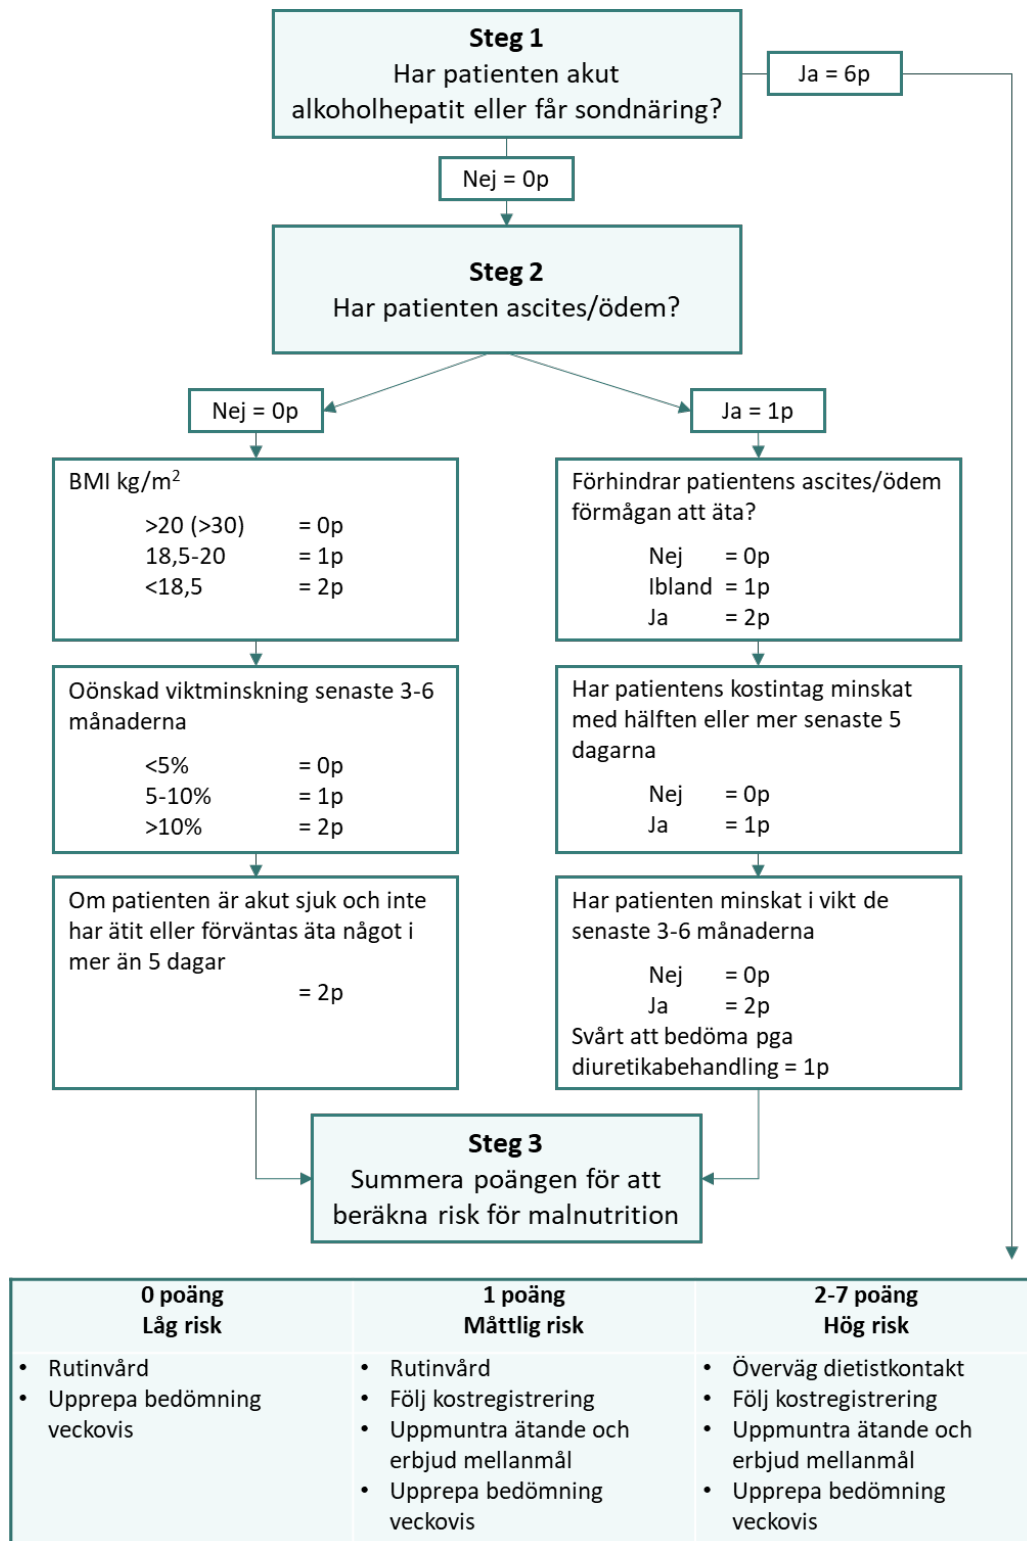 Steg 1
Har patienten akut
alkoholhepatit eller får sondnäring?
Ja = 6p
Nej = 0p
Steg 2
Har patienten ascites/ödem?
Nej = 0p
Ja = 1p
BMI kg/m²
>20 (>30) = 0p
18,5-20 = 1p
<18,5 = 2p
Oönskad viktminskning senaste 3-6
månaderna
<5% = 0p
5-10% = 1p
>10% = 2p
Om patienten är akut sjuk och inte
har ätit eller förväntas äta något i
mer än 5 dagar
= 2p
Förhindrar patientens ascites/ödem
förmågan att äta?
Nej = 0p
Ibland = 1p
Ja = 2p
Har patientens kostintag minskat
med hälften eller mer senaste 5
dagarna
Nej = 0p
Ja = 1p
Har patienten minskat i vikt de
senaste 3-6 månaderna
Nej = 0p
Ja = 2p
Svårt att bedöma pga
diuretikabehandling = 1p
Steg 3
Summera poängen för att
beräkna risk för malnutrition
0 poäng
Låg risk
• Rutinvård
• Upprepa bedömning
veckovis
1 poäng
Måttlig risk
• Rutinvård
• Följ kostregistrering
• Uppmuntra ätande och
erbjud mellanmål
• Upprepa bedömning
veckovis
2-7 poäng
Hög risk
• Överväg dietistkontakt
• Följ kostregistrering
• Uppmuntra ätande och
erbjud mellanmål
• Upprepa bedömning
veckovis